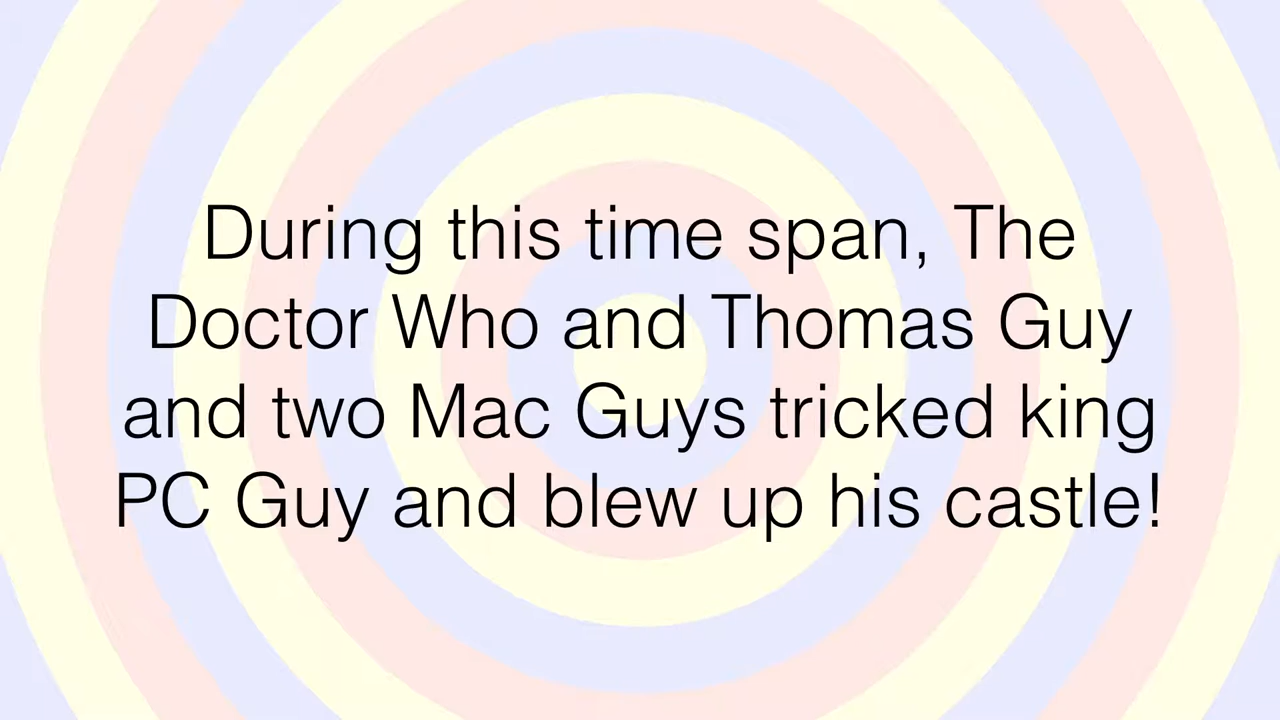 During this time span, The
Doctor Who and Thomas Guy
and two Mac Guys tricked king
PC Guy and blew up his castle!